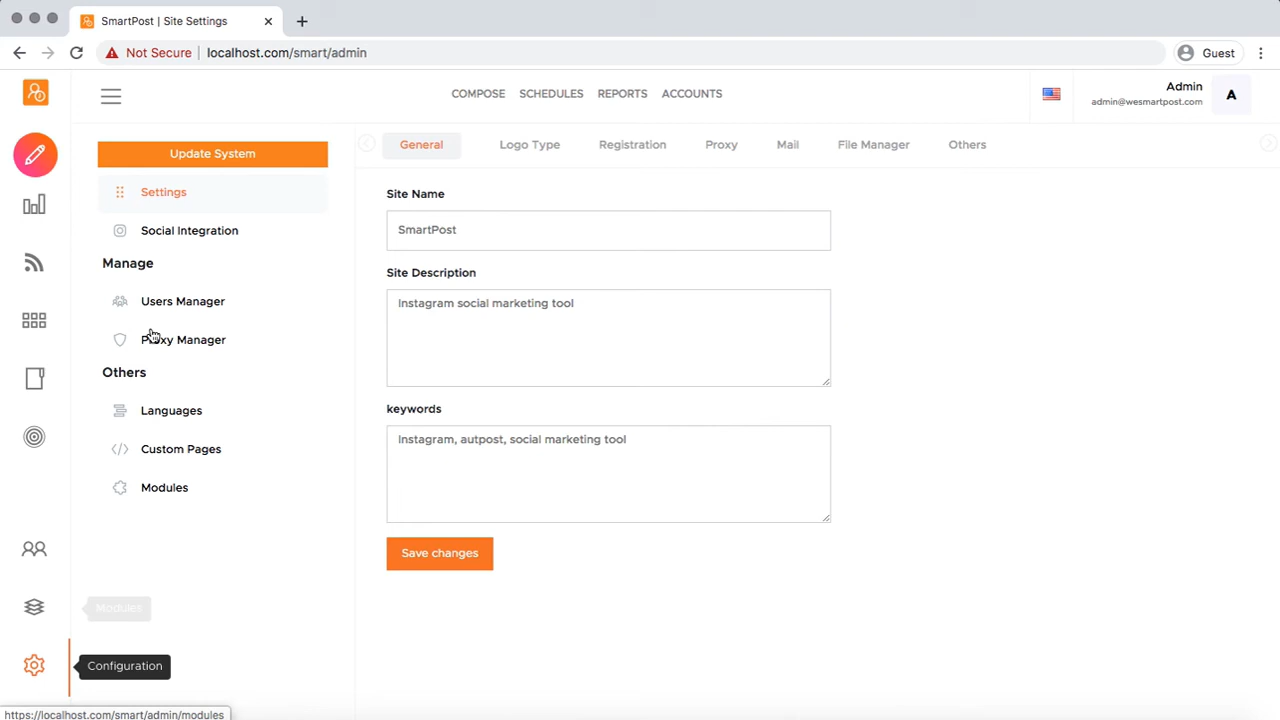 SmartPost | Site Settings
Not Secure
localhost.com/smart/admin
Guest
COMPOSE
SCHEDULES
REPORTS
ACCOUNTS
Admin
admin@wesmartpost.com
A
Update System
Settings
Social Integration
Manage
Users Manager
Proxy Manager
Others
Languages
Custom Pages
Modules
Modules
Configuration
General
Logo Type
Registration
Proxy
Mail
File Manager
Others
Site Name
SmartPost
Site Description
Instagram social marketing tool
keywords
Instagram, autpost, social marketing tool
Save changes
https://localhost.com/smart/admin/modules